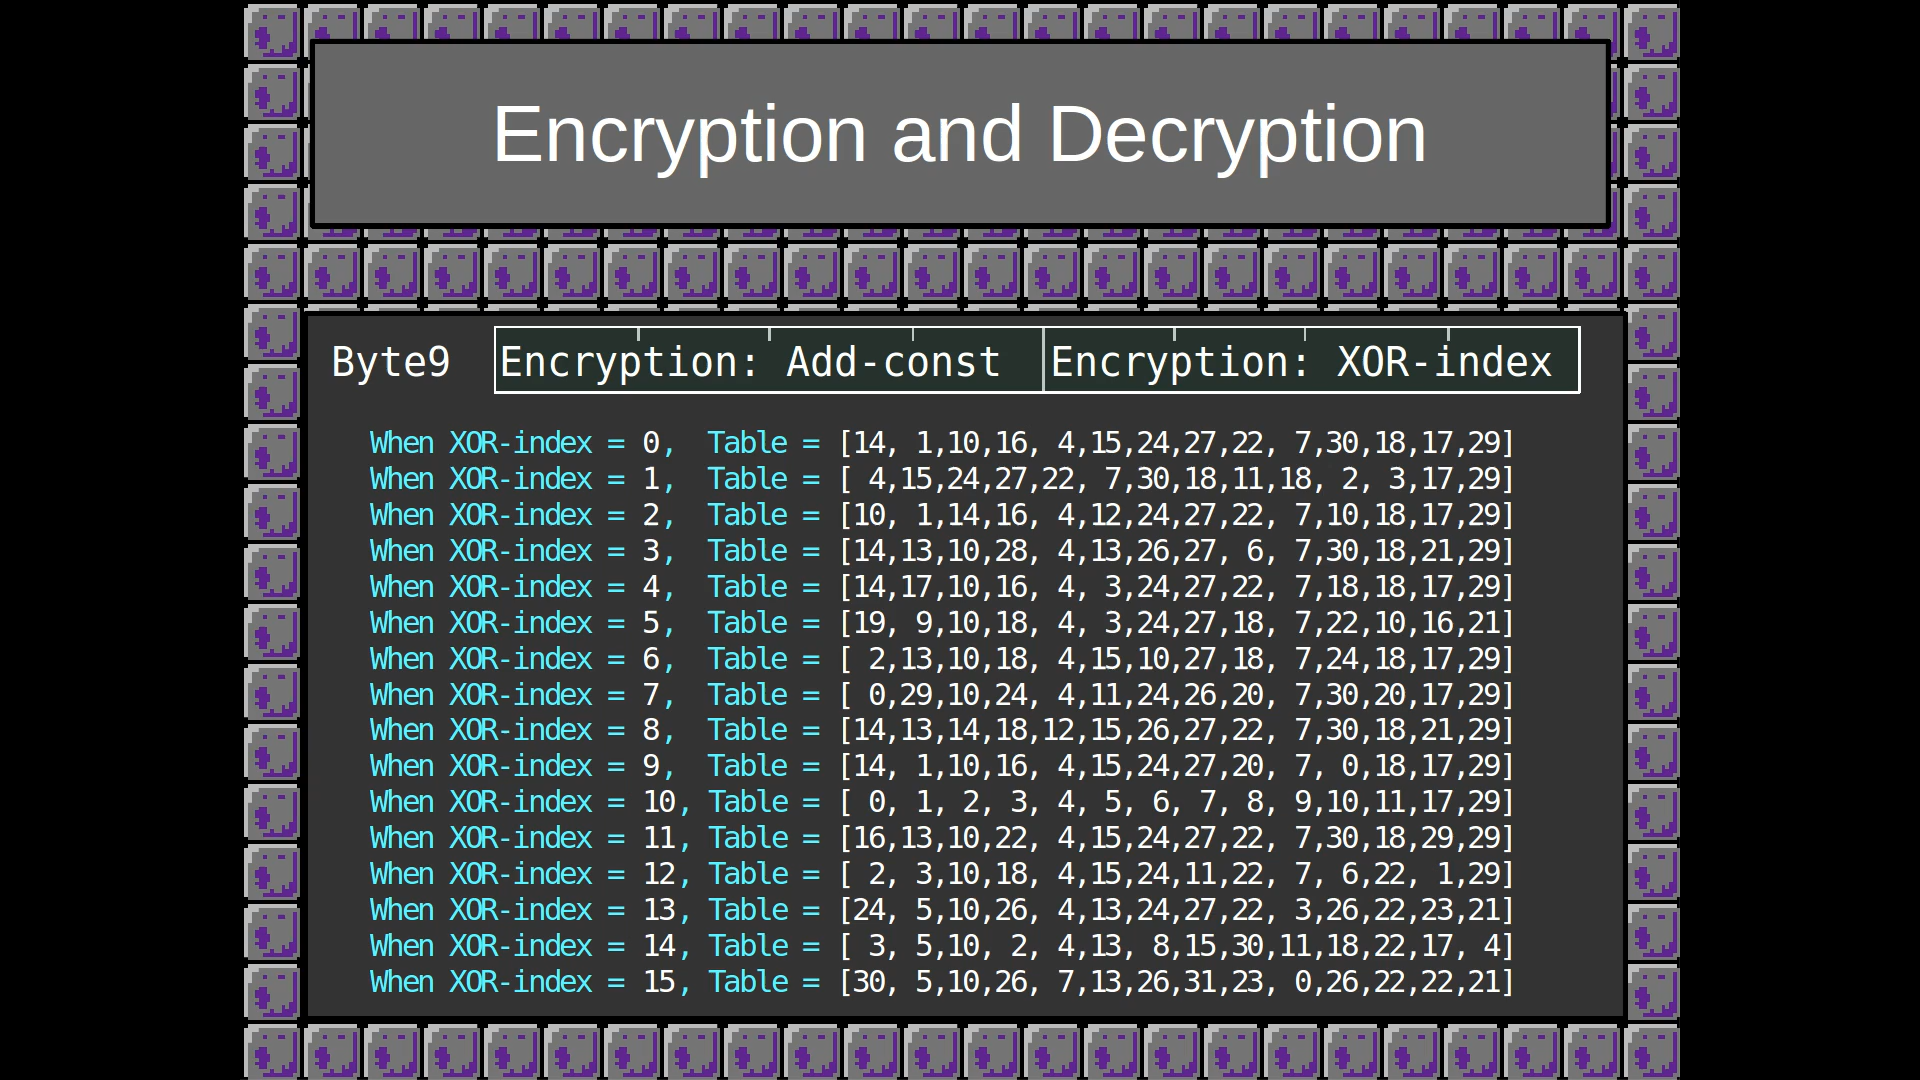 Encryption and Decryption
Byte9 Encryption: Add-const Encryption: XOR-index
When XOR-index = 0, Table = [14, 1,10,16, 4,15,24,27,22, 7,30,18,17,29]
When XOR-index = 1, Table = [ 4,15,24,27,22, 7,30,18,11,18, 2, 3,17,29]
When XOR-index = 2, Table = [10, 1,14,16, 4,12,24,27,22, 7,10,18,17,29]
When XOR-index = 3, Table = [14,13,10,28, 4,13,26,27, 6, 7,30,18,21,29]
When XOR-index = 4, Table = [14,17,10,16, 4, 3,24,27,22, 7,18,18,17,29]
When XOR-index = 5, Table = [19, 9,10,18, 4, 3,24,27,18, 7,22,10,16,21]
When XOR-index = 6, Table = [ 2,13,10,18, 4,15,10,27,18, 7,24,18,17,29]
When XOR-index = 7, Table = [ 0,29,10,24, 4,11,24,26,20, 7,30,20,17,29]
When XOR-index = 8, Table = [14,13,14,18,12,15,26,27,22, 7,30,18,21,29]
When XOR-index = 9, Table = [14, 1,10,16, 4,15,24,27,20, 7, 0,18,17,29]
When XOR-index = 10, Table = [ 0, 1, 2, 3, 4, 5, 6, 7, 8, 9,10,11,17,29]
When XOR-index = 11, Table = [16,13,10,22, 4,15,24,27,22, 7,30,18,29,29]
When XOR-index = 12, Table = [ 2, 3,10,18, 4,15,24,11,22, 7, 6,22, 1,29]
When XOR-index = 13, Table = [24, 5,10,26, 4,13,24,27,22, 3,26,22,23,21]
When XOR-index = 14, Table = [ 3, 5,10, 2, 4,13, 8,15,30,11,18,22,17, 4]
When XOR-index = 15, Table = [30, 5,10,26, 7,13,26,31,23, 0,26,22,22,21]